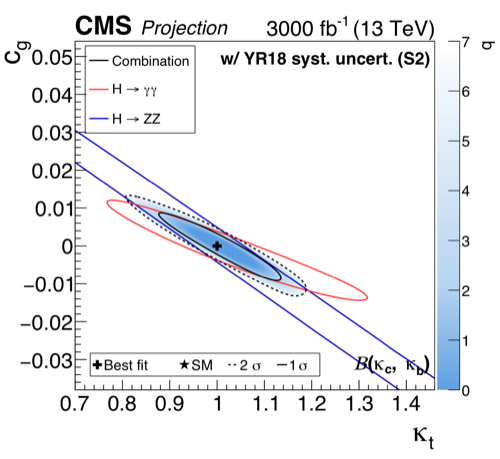 CMS Projection 3000 fb⁻¹ (13 TeV)
c_g
0.05
0.04
0.03
0.02
0.01
0
−0.01
−0.02
−0.03
Combination
H → γγ
H → ZZ
w/ YR18 syst. uncert. (S2)
Best fit SM 2 σ 1 σ
B(κ_c, κ_b)
0.7 0.8 0.9 1 1.1 1.2 1.3 1.4
κ_t
7
6
5
4
3
2
1
0
q